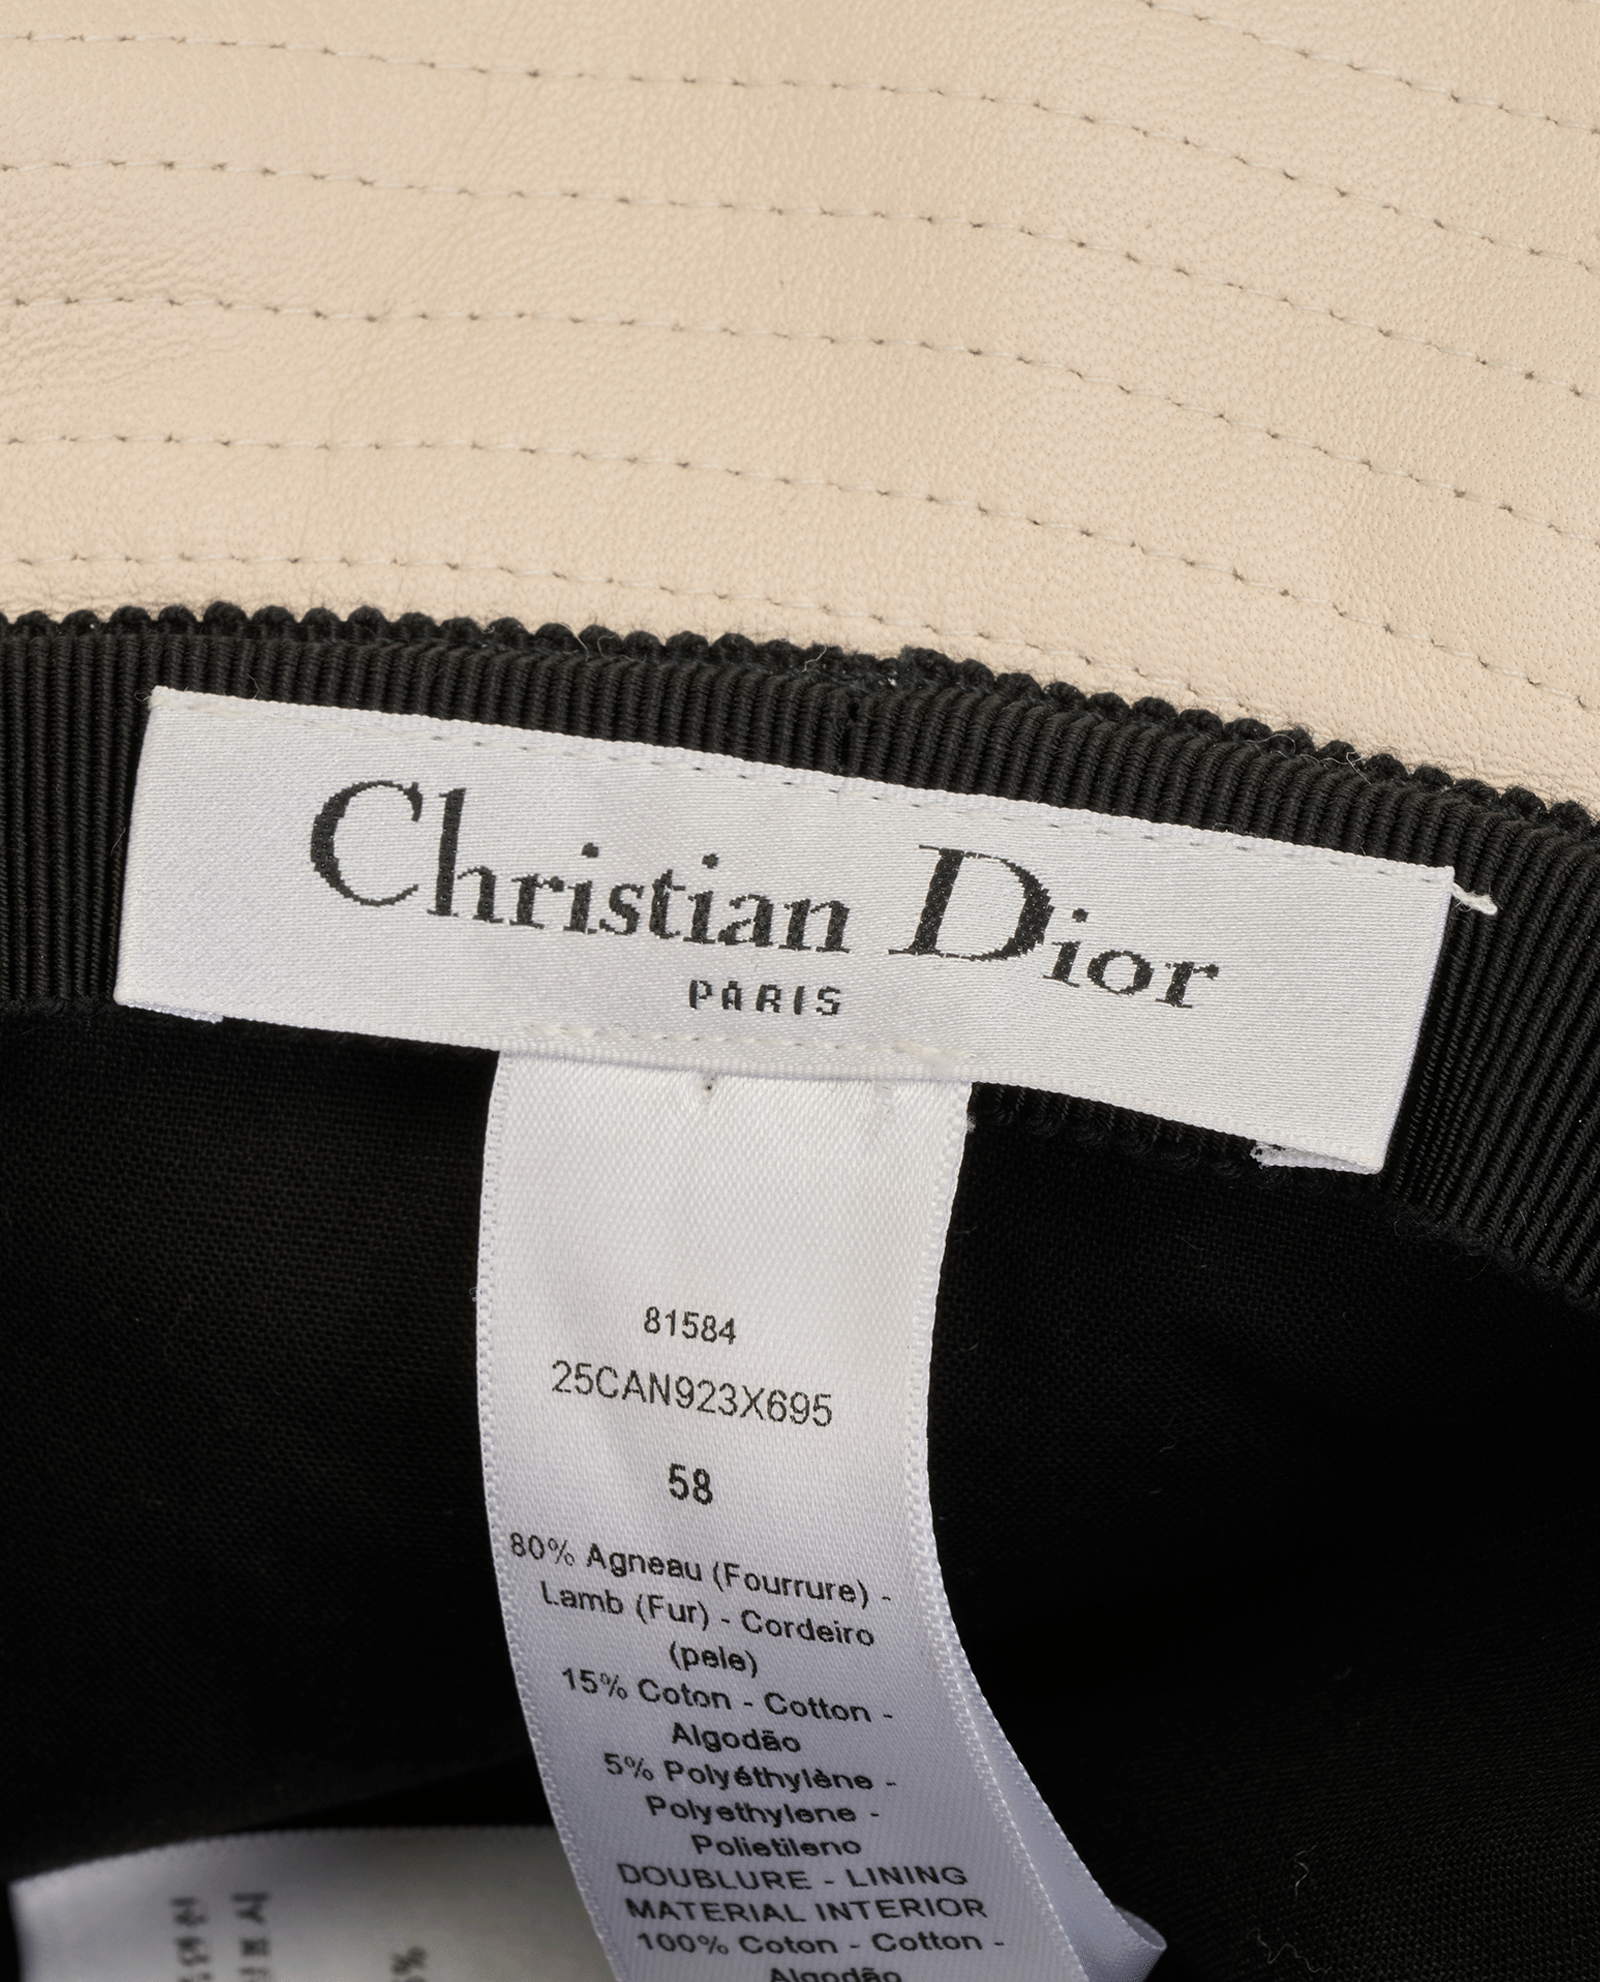 Christian Dior
PARIS
81584
25CAN923X695
58
80% Agneau (Fourrure) -
Lamb (Fur) - Cordeiro
(pele)
15% Coton - Cotton -
Algodão
5% Polyéthylène -
Polyethylene -
Polietileno
DOUBLURE - LINING
MATERIAL INTERIOR
100% Coton - Cotton -
Algodão